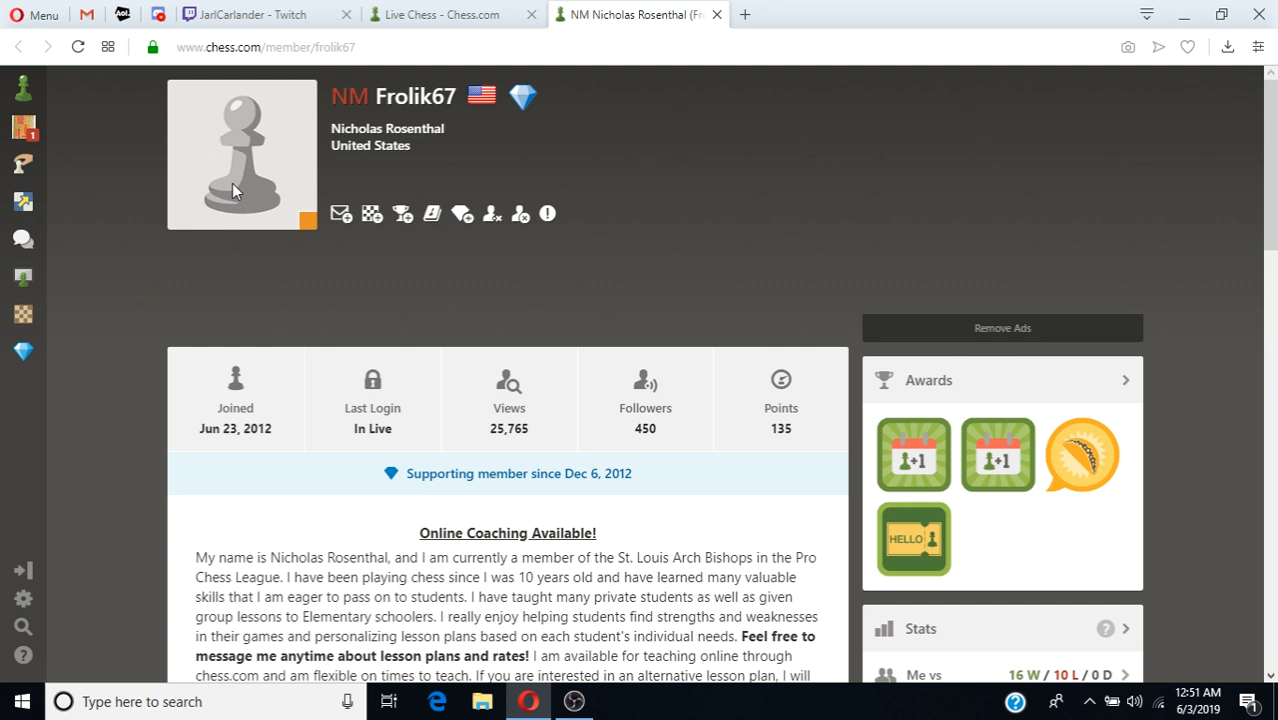 Menu
JarlCarlander - Twitch
Live Chess - Chess.com
NM Nicholas Rosenthal (Fr
www.chess.com/member/frolik67
1
NM Frolik67
Nicholas Rosenthal
United States
Remove Ads
Joined
Jun 23, 2012
Last Login
In Live
Views
25,765
Followers
450
Points
135
Supporting member since Dec 6, 2012
Awards
+1
+1
HELLO
Online Coaching Available!
My name is Nicholas Rosenthal, and I am currently a member of the St. Louis Arch Bishops in the Pro
Chess League. I have been playing chess since I was 10 years old and have learned many valuable
skills that I am eager to pass on to students. I have taught many private students as well as given
group lessons to Elementary schoolers. I really enjoy helping students find strengths and weaknesses
in their games and personalizing lesson plans based on each student's individual needs. Feel free to
message me anytime about lesson plans and rates! I am available for teaching online through
chess.com and am flexible on times to teach. If you are interested in an alternative lesson plan, I will
Stats
?
Me vs
16 W / 10 L / 0 D
Type here to search
12:51 AM
6/3/2019
1